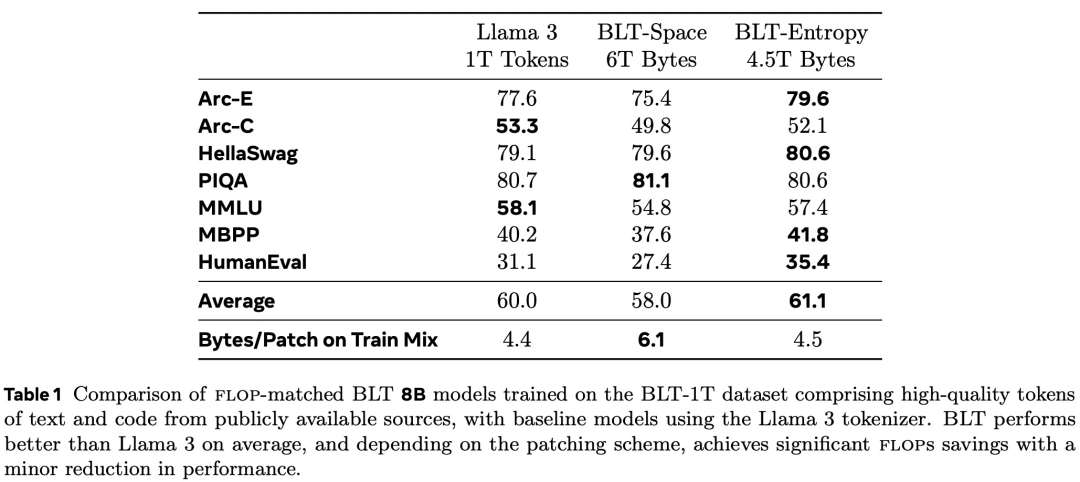 Llama 3 BLT-Space BLT-Entropy
1T Tokens 6T Bytes 4.5T Bytes
Arc-E 77.6 75.4 79.6
Arc-C 53.3 49.8 52.1
HellaSwag 79.1 79.6 80.6
PIQA 80.7 81.1 80.6
MMLU 58.1 54.8 57.4
MBPP 40.2 37.6 41.8
HumanEval 31.1 27.4 35.4
Average 60.0 58.0 61.1
Bytes/Patch on Train Mix 4.4 6.1 4.5
Table 1 Comparison of FLOP-matched BLT 8B models trained on the BLT-1T dataset comprising high-quality tokens
of text and code from publicly available sources, with baseline models using the Llama 3 tokenizer. BLT performs
better than Llama 3 on average, and depending on the patching scheme, achieves significant FLOPs savings with a
minor reduction in performance.